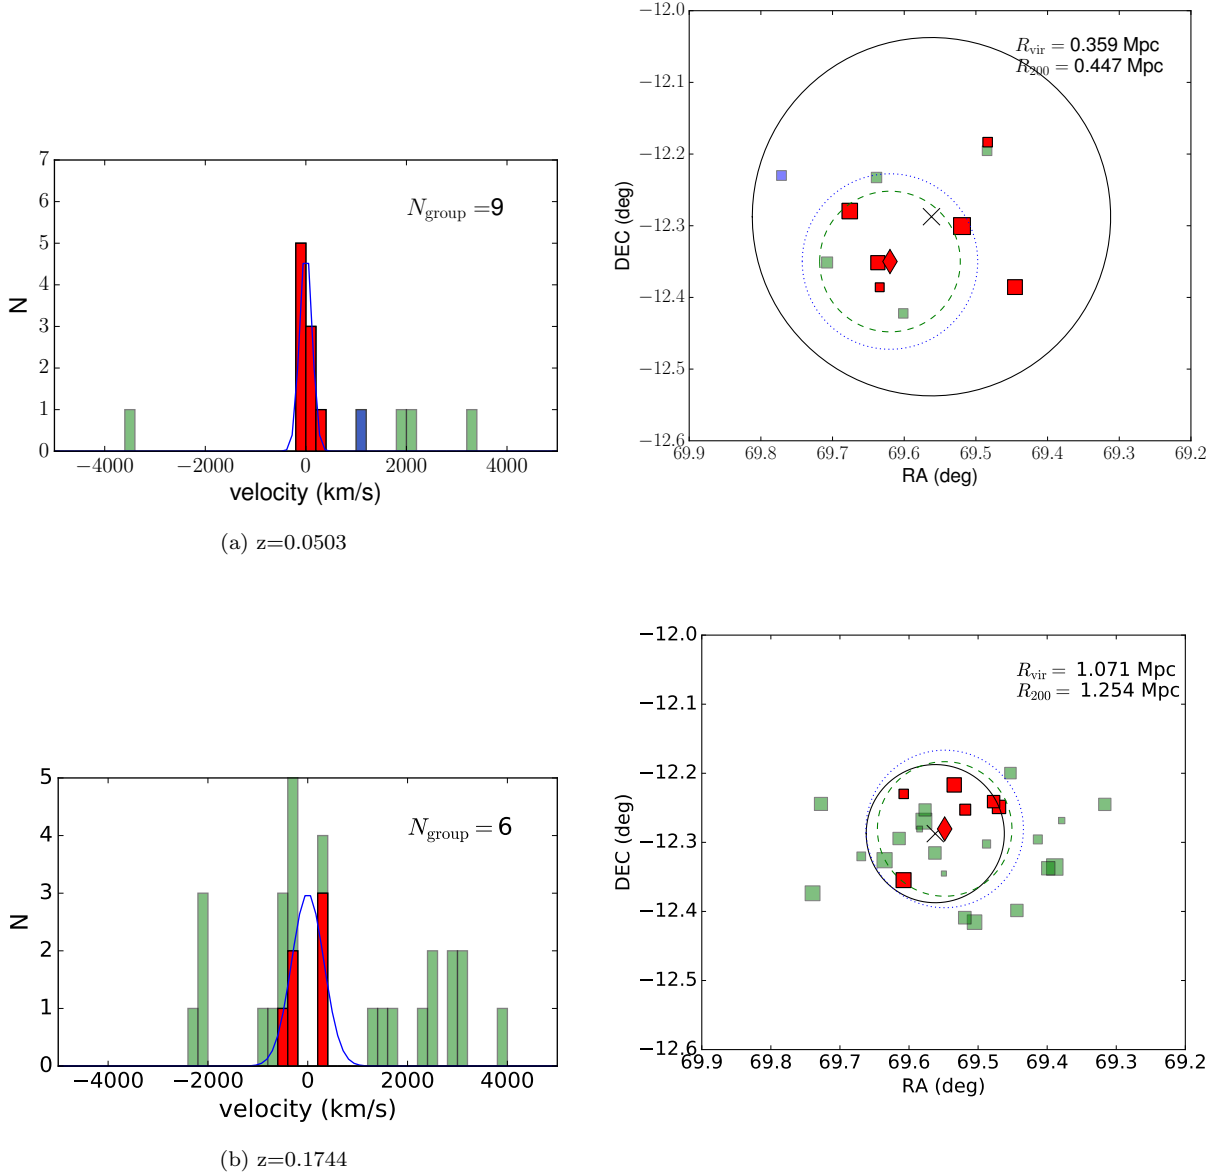 −12.0
R_vir = 0.359 Mpc
R_200 = 0.447 Mpc
−12.1
−12.2
−12.3
−12.4
−12.5
−12.6
DEC (deg)
69.9 69.8 69.7 69.6 69.5 69.4 69.3 69.2
RA (deg)
7
6
5
4
3
2
1
0
N
N_group =9
−4000 −2000 0 2000 4000
velocity (km/s)
(a) z=0.0503
−12.0
R_vir = 1.071 Mpc
R_200 = 1.254 Mpc
−12.1
−12.2
−12.3
−12.4
−12.5
−12.6
DEC (deg)
69.9 69.8 69.7 69.6 69.5 69.4 69.3 69.2
RA (deg)
5
4
3
2
1
0
N
N_group = 6
−4000 −2000 0 2000 4000
velocity (km/s)
(b) z=0.1744